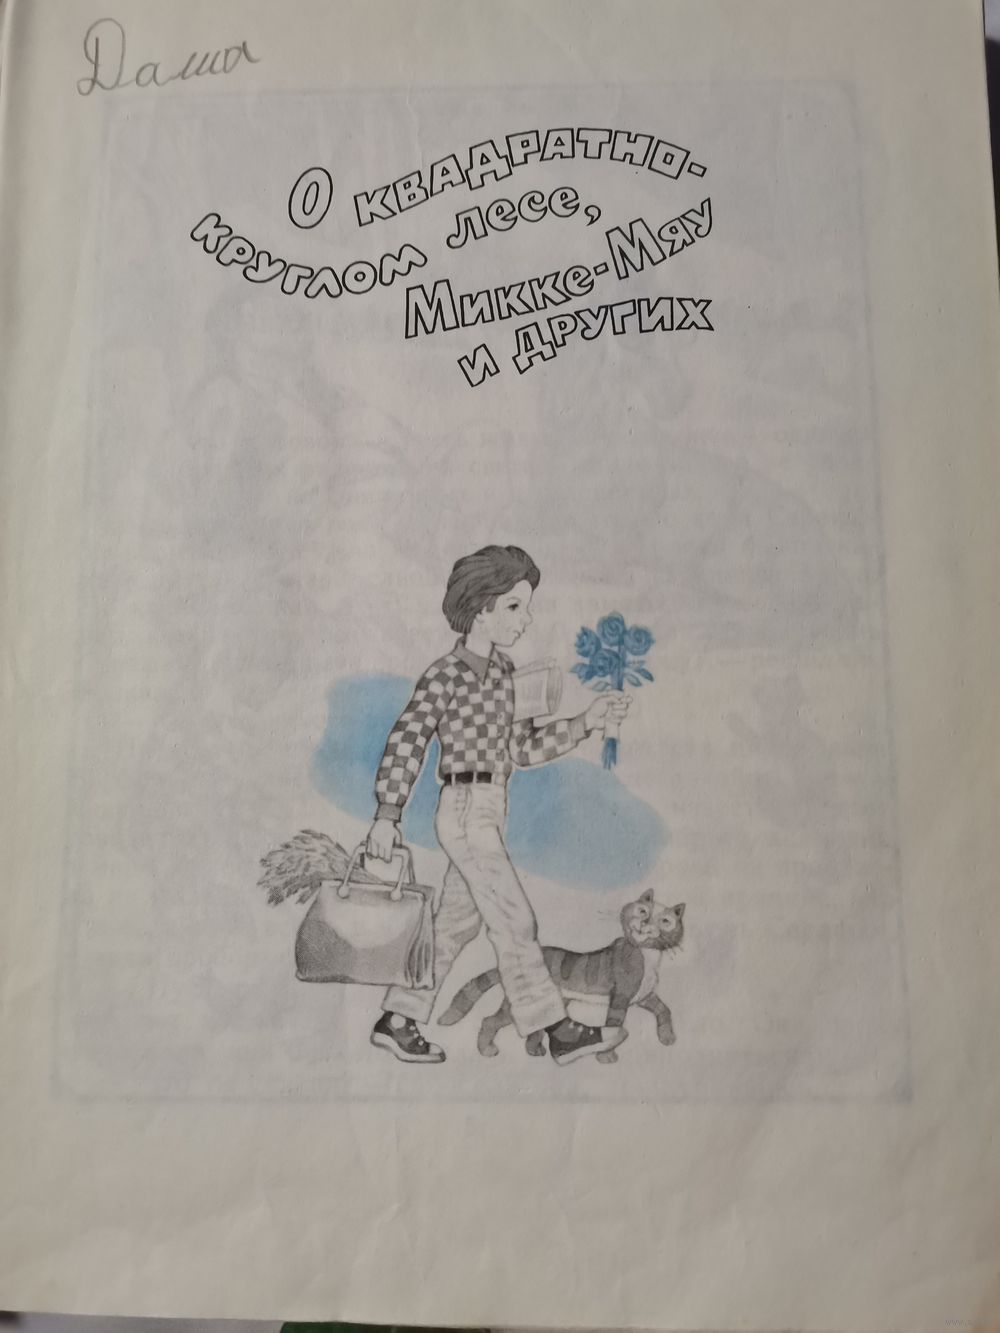 Даша
О квадратно-
круглом лесе,
Микке-Мяу
и других